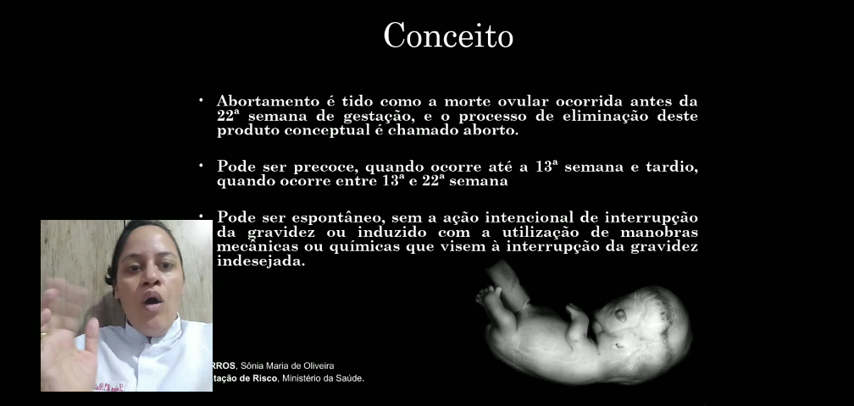 Conceito
• Abortamento é tido como a morte ovular ocorrida antes da
22ª semana de gestação, e o processo de eliminação deste
produto conceptual é chamado aborto.
• Pode ser precoce, quando ocorre até a 13ª semana e tardio,
quando ocorre entre 13ª e 22ª semana
• Pode ser espontâneo, sem a ação intencional de interrupção
da gravidez ou induzido com a utilização de manobras
mecânicas ou químicas que visem à interrupção da gravidez
indesejada.
RROS, Sônia Maria de Oliveira
tação de Risco, Ministério da Saúde.